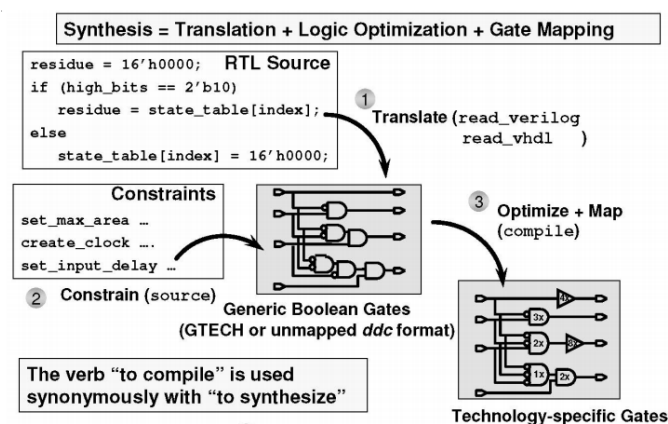 Synthesis = Translation + Logic Optimization + Gate Mapping
RTL Source
residue = 16'h0000;
if (high_bits == 2'b10)
residue = state_table[index];
else
state_table[index] = 16'h0000;
1
Translate (read_verilog
read_vhdl )
Constraints
set_max_area …
create_clock ….
set_input_delay …
2 Constrain (source)
Generic Boolean Gates
(GTECH or unmapped ddc format)
3 Optimize + Map
(compile)
4x
3x
2x
8x
1x
2x
The verb “to compile” is used
synonymously with “to synthesize”
Technology-specific Gates